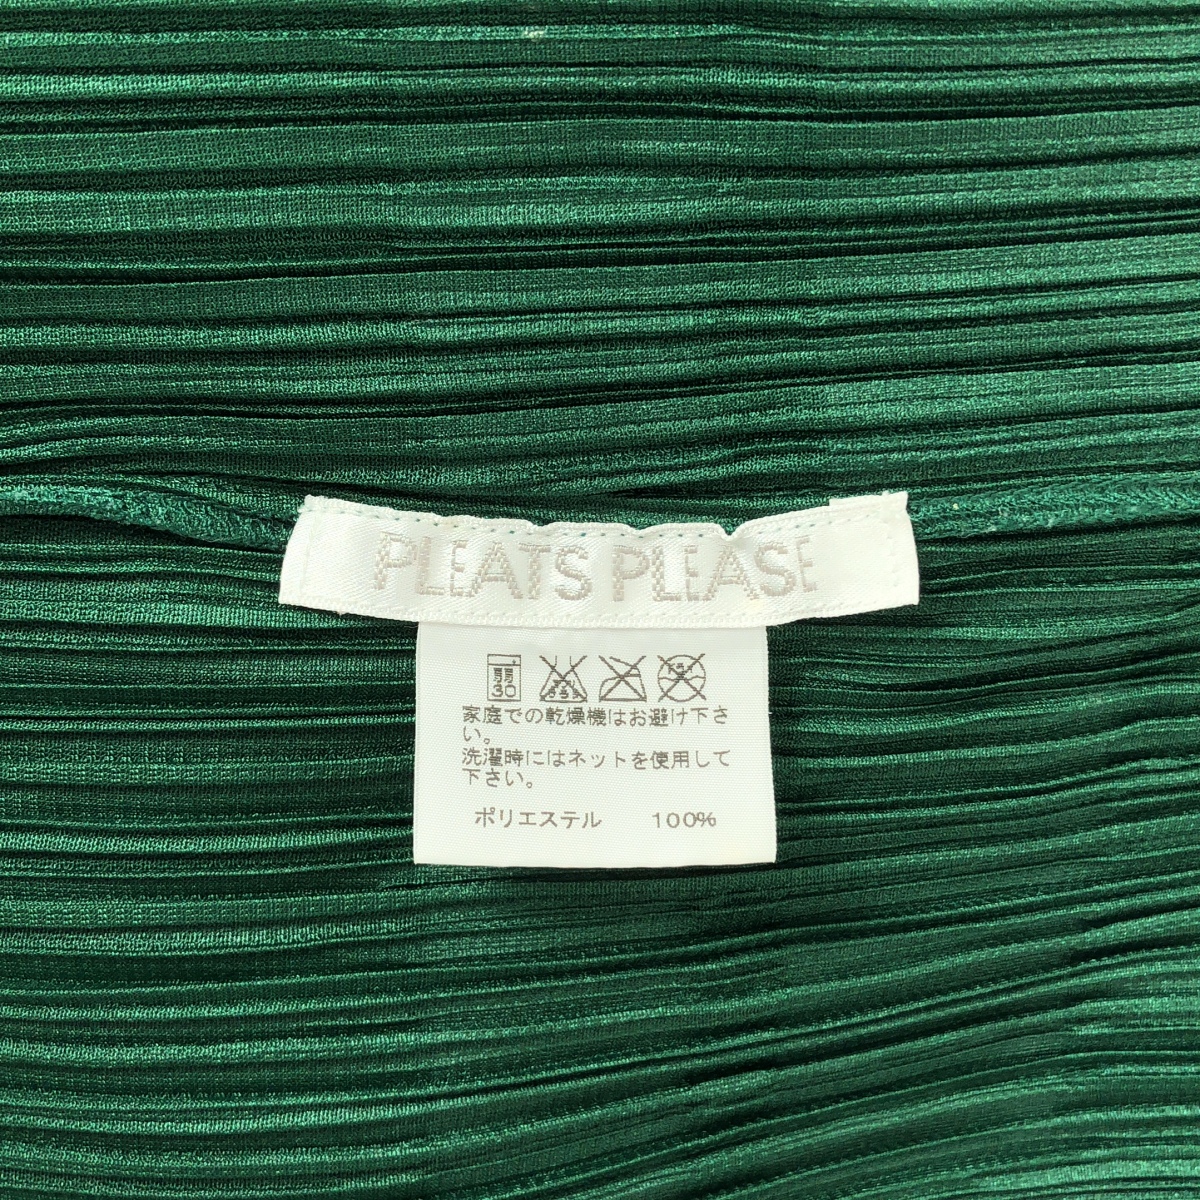 PLEATS PLEASE
弱
30
家庭での乾燥機はお避け下さ
い。
洗濯時にはネットを使用して
下さい。
ポリエステル 100%